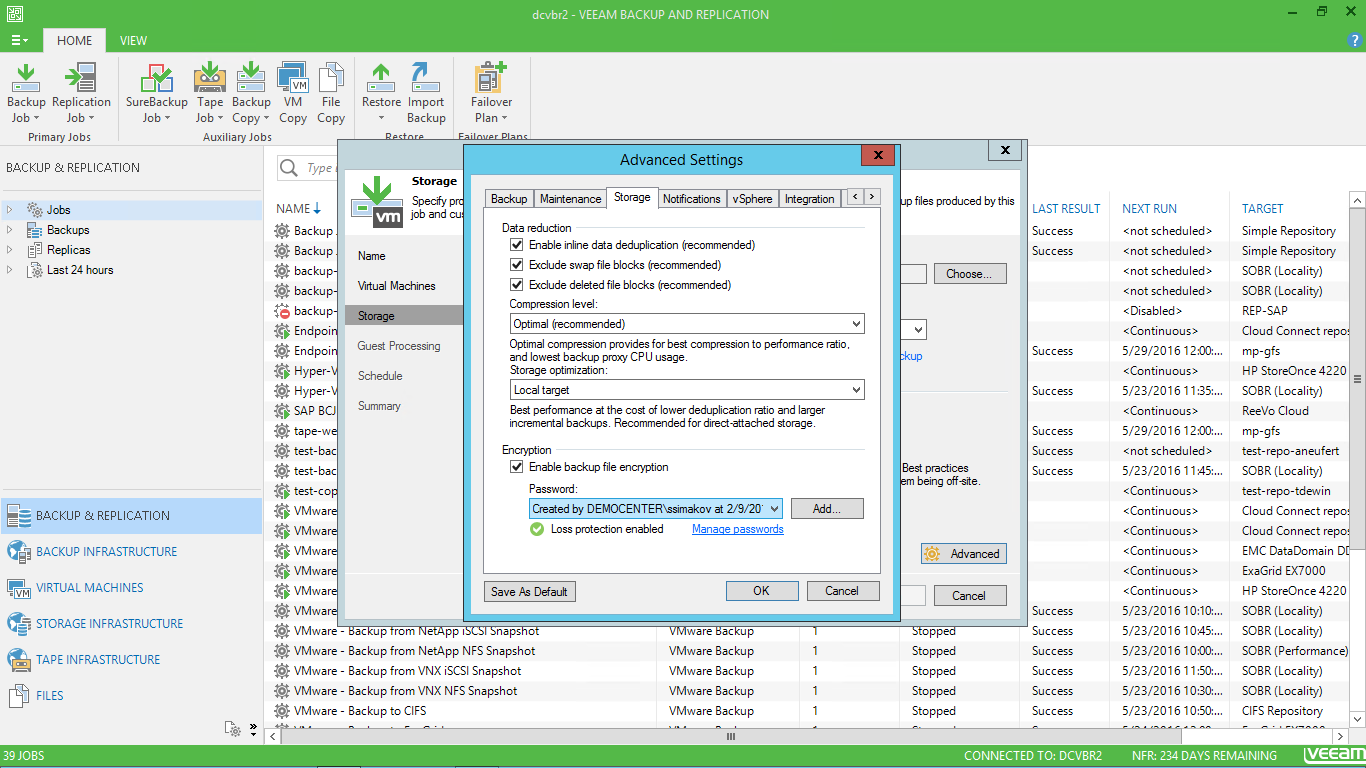 dcvbr2 - VEEAM BACKUP AND REPLICATION
HOME VIEW
Backup Job
Replication Job
SureBackup Job
Tape Job
Backup Copy
VM Copy
File Copy
Restore
Import Backup
Failover Plan
Primary Jobs
Auxiliary Jobs
Restore
Failover Plans
BACKUP & REPLICATION
Jobs
Backups
Replicas
Last 24 hours
BACKUP & REPLICATION
BACKUP INFRASTRUCTURE
VIRTUAL MACHINES
STORAGE INFRASTRUCTURE
TAPE INFRASTRUCTURE
FILES
Type
NAME
Backup
Backup
backup-
backup-
backup-
Endpoin
Endpoin
Hyper-V
Hyper-V
SAP BCJ
tape-we
test-bac
test-bac
test-cop
VMware
VMware
VMware
VMware
VMware
VMware
VMware - Backup from NetApp iSCSI Snapshot VMware Backup 1 Stopped
VMware - Backup from NetApp NFS Snapshot VMware Backup 1 Stopped
VMware - Backup from VNX iSCSI Snapshot VMware Backup 1 Stopped
VMware - Backup from VNX NFS Snapshot VMware Backup 1 Stopped
VMware - Backup to CIFS VMware Backup 1 Stopped
X
vm
Storage
Specify pro
job and cus
up files produced by this
Name
Virtual Machines
Storage
Guest Processing
Schedule
Summary
Choose...
ckup
Best practices
em being off-site.
Advanced
Cancel
Advanced Settings
X
Backup Maintenance Storage Notifications vSphere Integration
Data reduction
Enable inline data deduplication (recommended)
Exclude swap file blocks (recommended)
Exclude deleted file blocks (recommended)
Compression level:
Optimal (recommended)
Optimal compression provides for best compression to performance ratio,
and lowest backup proxy CPU usage.
Storage optimization:
Local target
Best performance at the cost of lower deduplication ratio and larger
incremental backups. Recommended for direct-attached storage.
Encryption
Enable backup file encryption
Password:
Created by DEMOCENTER\ssimakov at 2/9/20
Add...
Loss protection enabled Manage passwords
Save As Default OK Cancel
LAST RESULT NEXT RUN TARGET
Success <not scheduled> Simple Repository
Success <not scheduled> Simple Repository
<not scheduled> SOBR (Locality)
<not scheduled> SOBR (Locality)
<Disabled> REP-SAP
<Continuous> Cloud Connect repos
Success 5/29/2016 12:00:... mp-gfs
<Continuous> HP StoreOnce 4220
Success 5/23/2016 11:35:... SOBR (Locality)
<Continuous> ReeVo Cloud
Success 5/29/2016 12:00:... mp-gfs
Success <not scheduled> test-repo-aneufert
Success 5/23/2016 11:45:... SOBR (Locality)
<Continuous> test-repo-tdewin
<Continuous> SOBR (Locality)
<Continuous> SOBR (Locality)
<Continuous> EMC DataDomain DD
<Continuous> ExaGrid EX7000
<Continuous> HP StoreOnce 4220
Success 5/23/2016 10:10:... SOBR (Locality)
Success 5/23/2016 10:45:... SOBR (Locality)
Success 5/23/2016 10:00:... SOBR (Performance)
Success 5/23/2016 11:50:... SOBR (Locality)
Success 5/23/2016 10:30:... SOBR (Locality)
Success 5/23/2016 10:50:... CIFS Repository
39 JOBS
CONNECTED TO: DCVBR2 NFR: 234 DAYS REMAINING
veeam